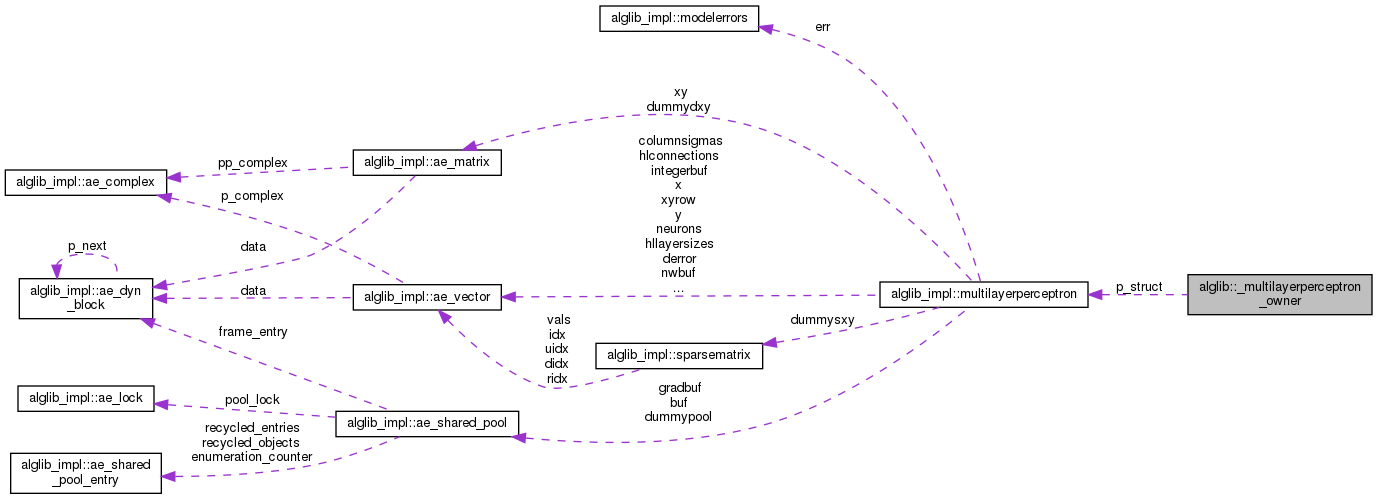 alglib_impl::modelerrors
err
xy
dummydxy
columnsigmas
hlconnections
integerbuf
x
xyrow
y
neurons
hllayersizes
derror
nwbuf
...
alglib_impl::ae_matrix
pp_complex
alglib_impl::ae_complex
p_complex
data
p_next
alglib_impl::ae_dyn
_block
data
alglib_impl::ae_vector
alglib_impl::multilayerperceptron
p_struct
alglib::_multilayerperceptron
_owner
frame_entry
vals
idx
uidx
didx
ridx
dummysxy
alglib_impl::sparsematrix
gradbuf
buf
dummypool
alglib_impl::ae_lock
pool_lock
alglib_impl::ae_shared_pool
recycled_entries
recycled_objects
enumeration_counter
alglib_impl::ae_shared
_pool_entry